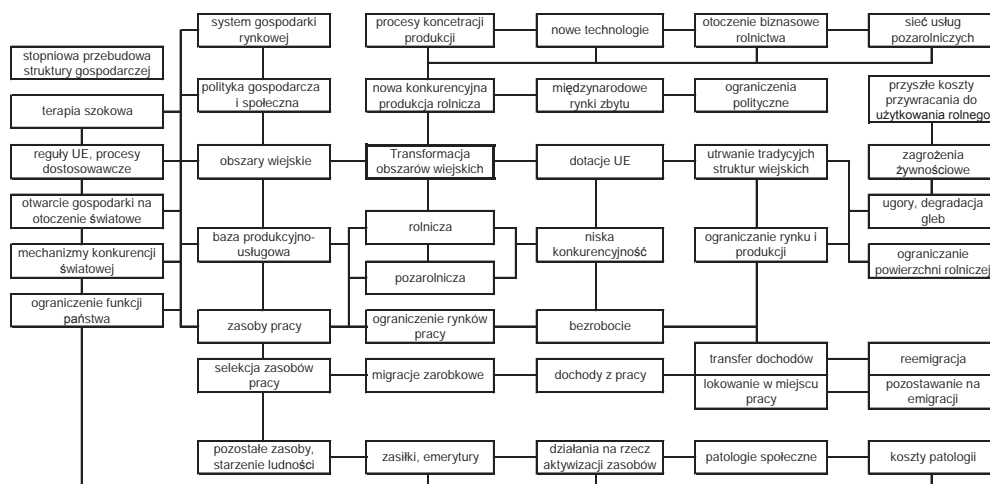 system gospodarki
rynkowej
procesy koncetracji
produkcji
nowe technologie
otoczenie biznasowe
rolnictwa
sieć usług
pozarolniczych
stopniowa przebudowa
struktury gospodarczej
terapia szokowa
polityka gospodarcza
i społeczna
nowa konkurencyjna
produkcja rolnicza
międzynarodowe
rynki zbytu
ograniczenia
polityczne
przyszłe koszty
przywracania do
użytkowania rolnego
reguły UE, procesy
dostosowawcze
obszary wiejskie
Transformacja
obszarów wiejskich
dotacje UE
utrwanie tradycyjch
struktur wiejskich
zagrożenia
żywnościowe
otwarcie gospodarki na
otoczenie światowe
ugory, degradacja
gleb
mechanizmy konkurencji
światowej
baza produkcyjno-
usługowa
rolnicza
pozarolnicza
niska
konkurencyjność
ograniczanie rynku i
produkcji
ograniczanie
powierzchni rolniczej
ograniczenie funkcji
państwa
zasoby pracy
ograniczenie rynków
pracy
bezrobocie
selekcja zasobów
pracy
migracje zarobkowe
dochody z pracy
transfer dochodów
reemigracja
lokowanie w miejscu
pracy
pozostawanie na
emigracji
pozostałe zasoby,
starzenie ludności
zasiłki, emerytury
działania na rzecz
aktywizacji zasobów
patologie społeczne
koszty patologii